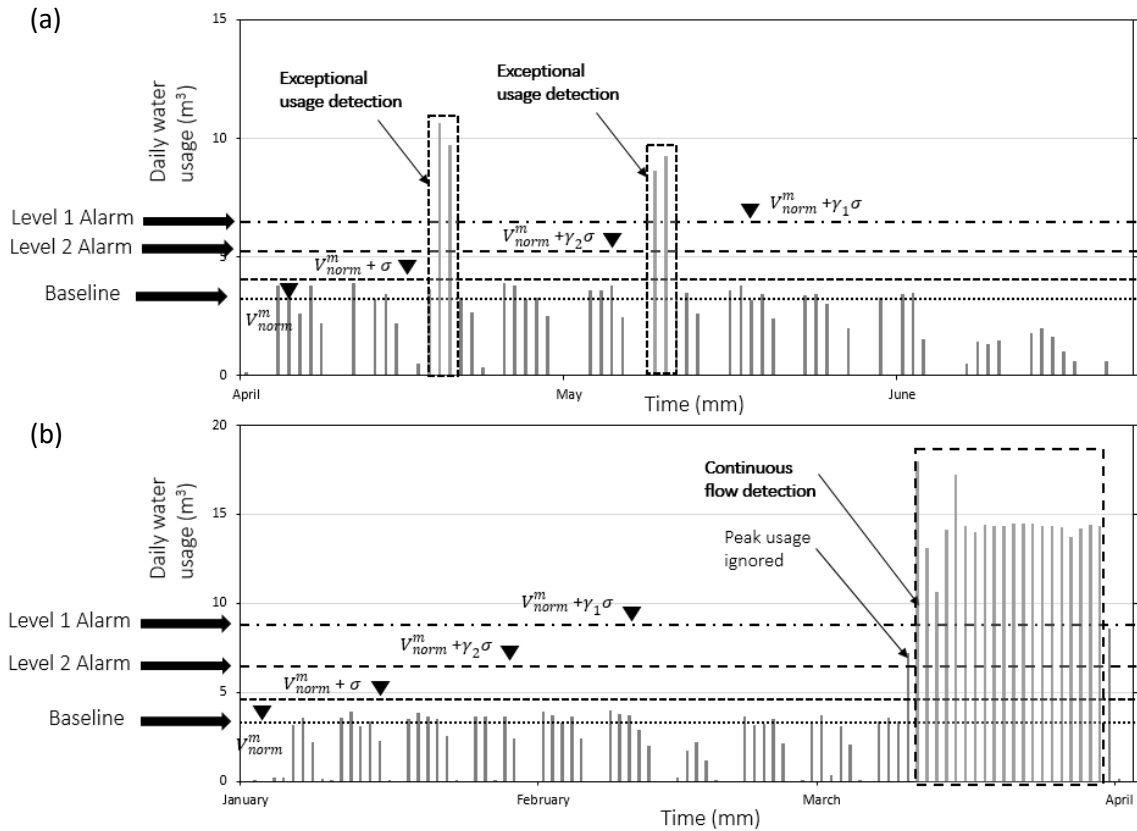 (a)
15
Daily water
usage (m³)
Exceptional
usage detection
Exceptional
usage detection
10
Level 1 Alarm
V^m_norm +γ₁σ
Level 2 Alarm
V^m_norm +γ₂σ
5
V^m_norm + σ
Baseline
V^m_norm
0
April
May
June
Time (mm)
(b)
20
Daily water
usage (m³)
Continuous
flow detection
15
Peak usage
ignored
10
Level 1 Alarm
V^m_norm +γ₁σ
Level 2 Alarm
V^m_norm +γ₂σ
5
V^m_norm + σ
Baseline
V^m_norm
0
January
February
March
April
Time (mm)